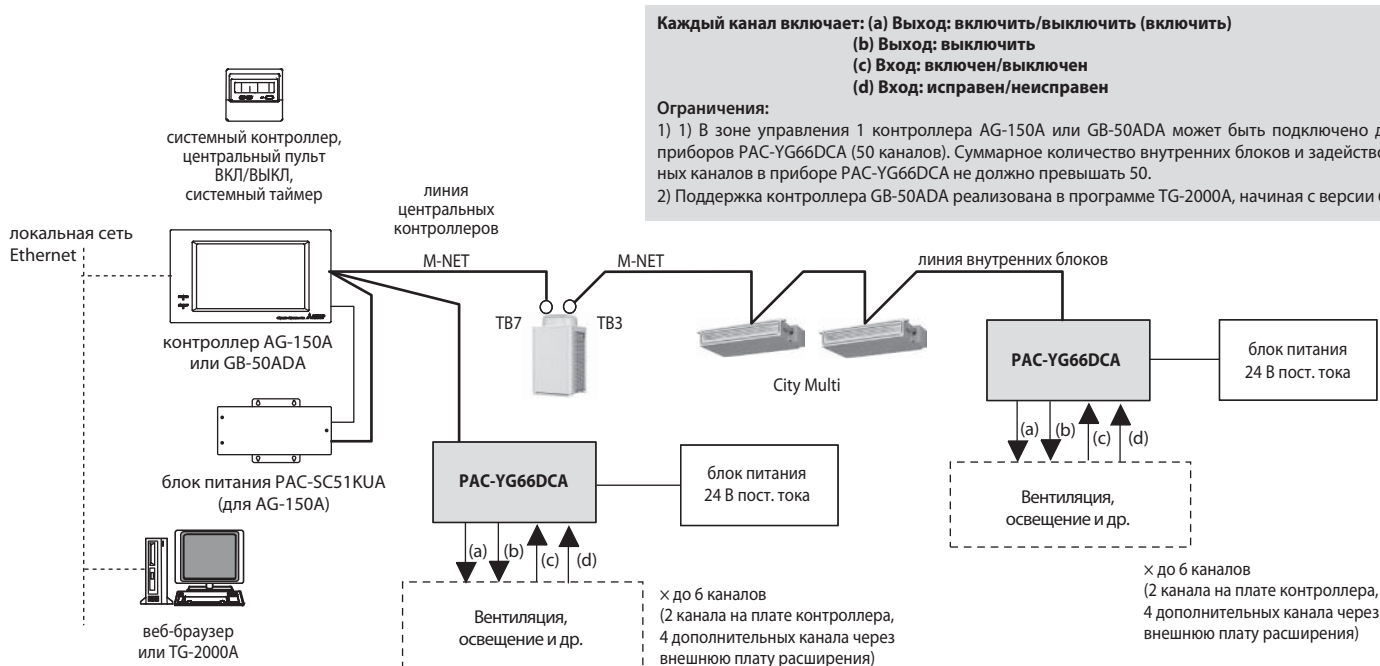 Каждый канал включает: (a) Выход: включить/выключить (включить)
(b) Выход: выключить
(c) Вход: включен/выключен
(d) Вход: исправен/неисправен
Ограничения:
1) 1) В зоне управления 1 контроллера AG-150A или GB-50ADA может быть подключено
приборов PAC-YG66DCA (50 каналов). Суммарное количество внутренних блоков и
ных каналов в приборе PAC-YG66DCA не должно превышать 50.
2) Поддержка контроллера GB-50ADA реализована в программе TG-2000A, начиная с версии
системный контроллер,
центральный пульт
ВКЛ/ВЫКЛ,
системный таймер
линия
центральных
контроллеров
локальная сеть
Ethernet
M-NET
M-NET
линия внутренних блоков
TB7
TB3
контроллер AG-150A
или GB-50ADA
City Multi
PAC-YG66DCA
блок питания
24 В пост. тока
(a)
(b)
(c)
(d)
Вентиляция,
освещение и др.
блок питания PAC-SC51KUA
(для AG-150A)
PAC-YG66DCA
блок питания
24 В пост. тока
(a)
(b)
(c)
(d)
Вентиляция,
освещение и др.
× до 6 каналов
(2 канала на плате контроллера,
4 дополнительных канала через
внешнюю плату расширения)
× до 6 каналов
(2 канала на плате контроллера,
4 дополнительных канала через
внешнюю плату расширения)
веб-браузер
или TG-2000A